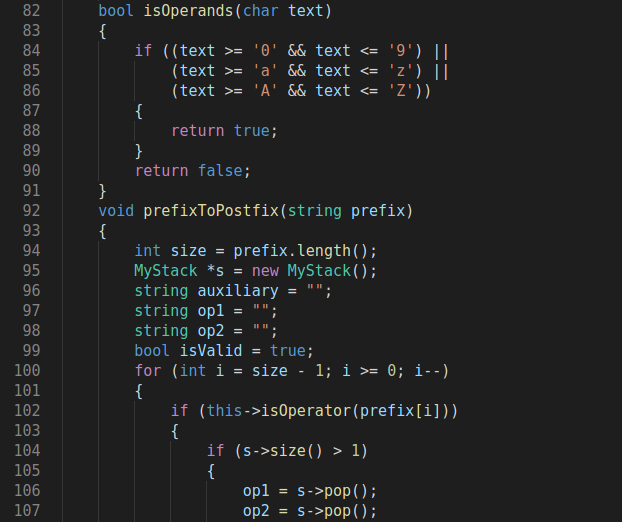 82 bool isOperands(char text)
83 {
84 if ((text >= '0' && text <= '9') ||
85 (text >= 'a' && text <= 'z') ||
86 (text >= 'A' && text <= 'Z'))
87 {
88 return true;
89 }
90 return false;
91 }
92 void prefixToPostfix(string prefix)
93 {
94 int size = prefix.length();
95 MyStack *s = new MyStack();
96 string auxiliary = "";
97 string op1 = "";
98 string op2 = "";
99 bool isValid = true;
100 for (int i = size - 1; i >= 0; i--)
101 {
102 if (this->isOperator(prefix[i]))
103 {
104 if (s->size() > 1)
105 {
106 op1 = s->pop();
107 op2 = s->pop();